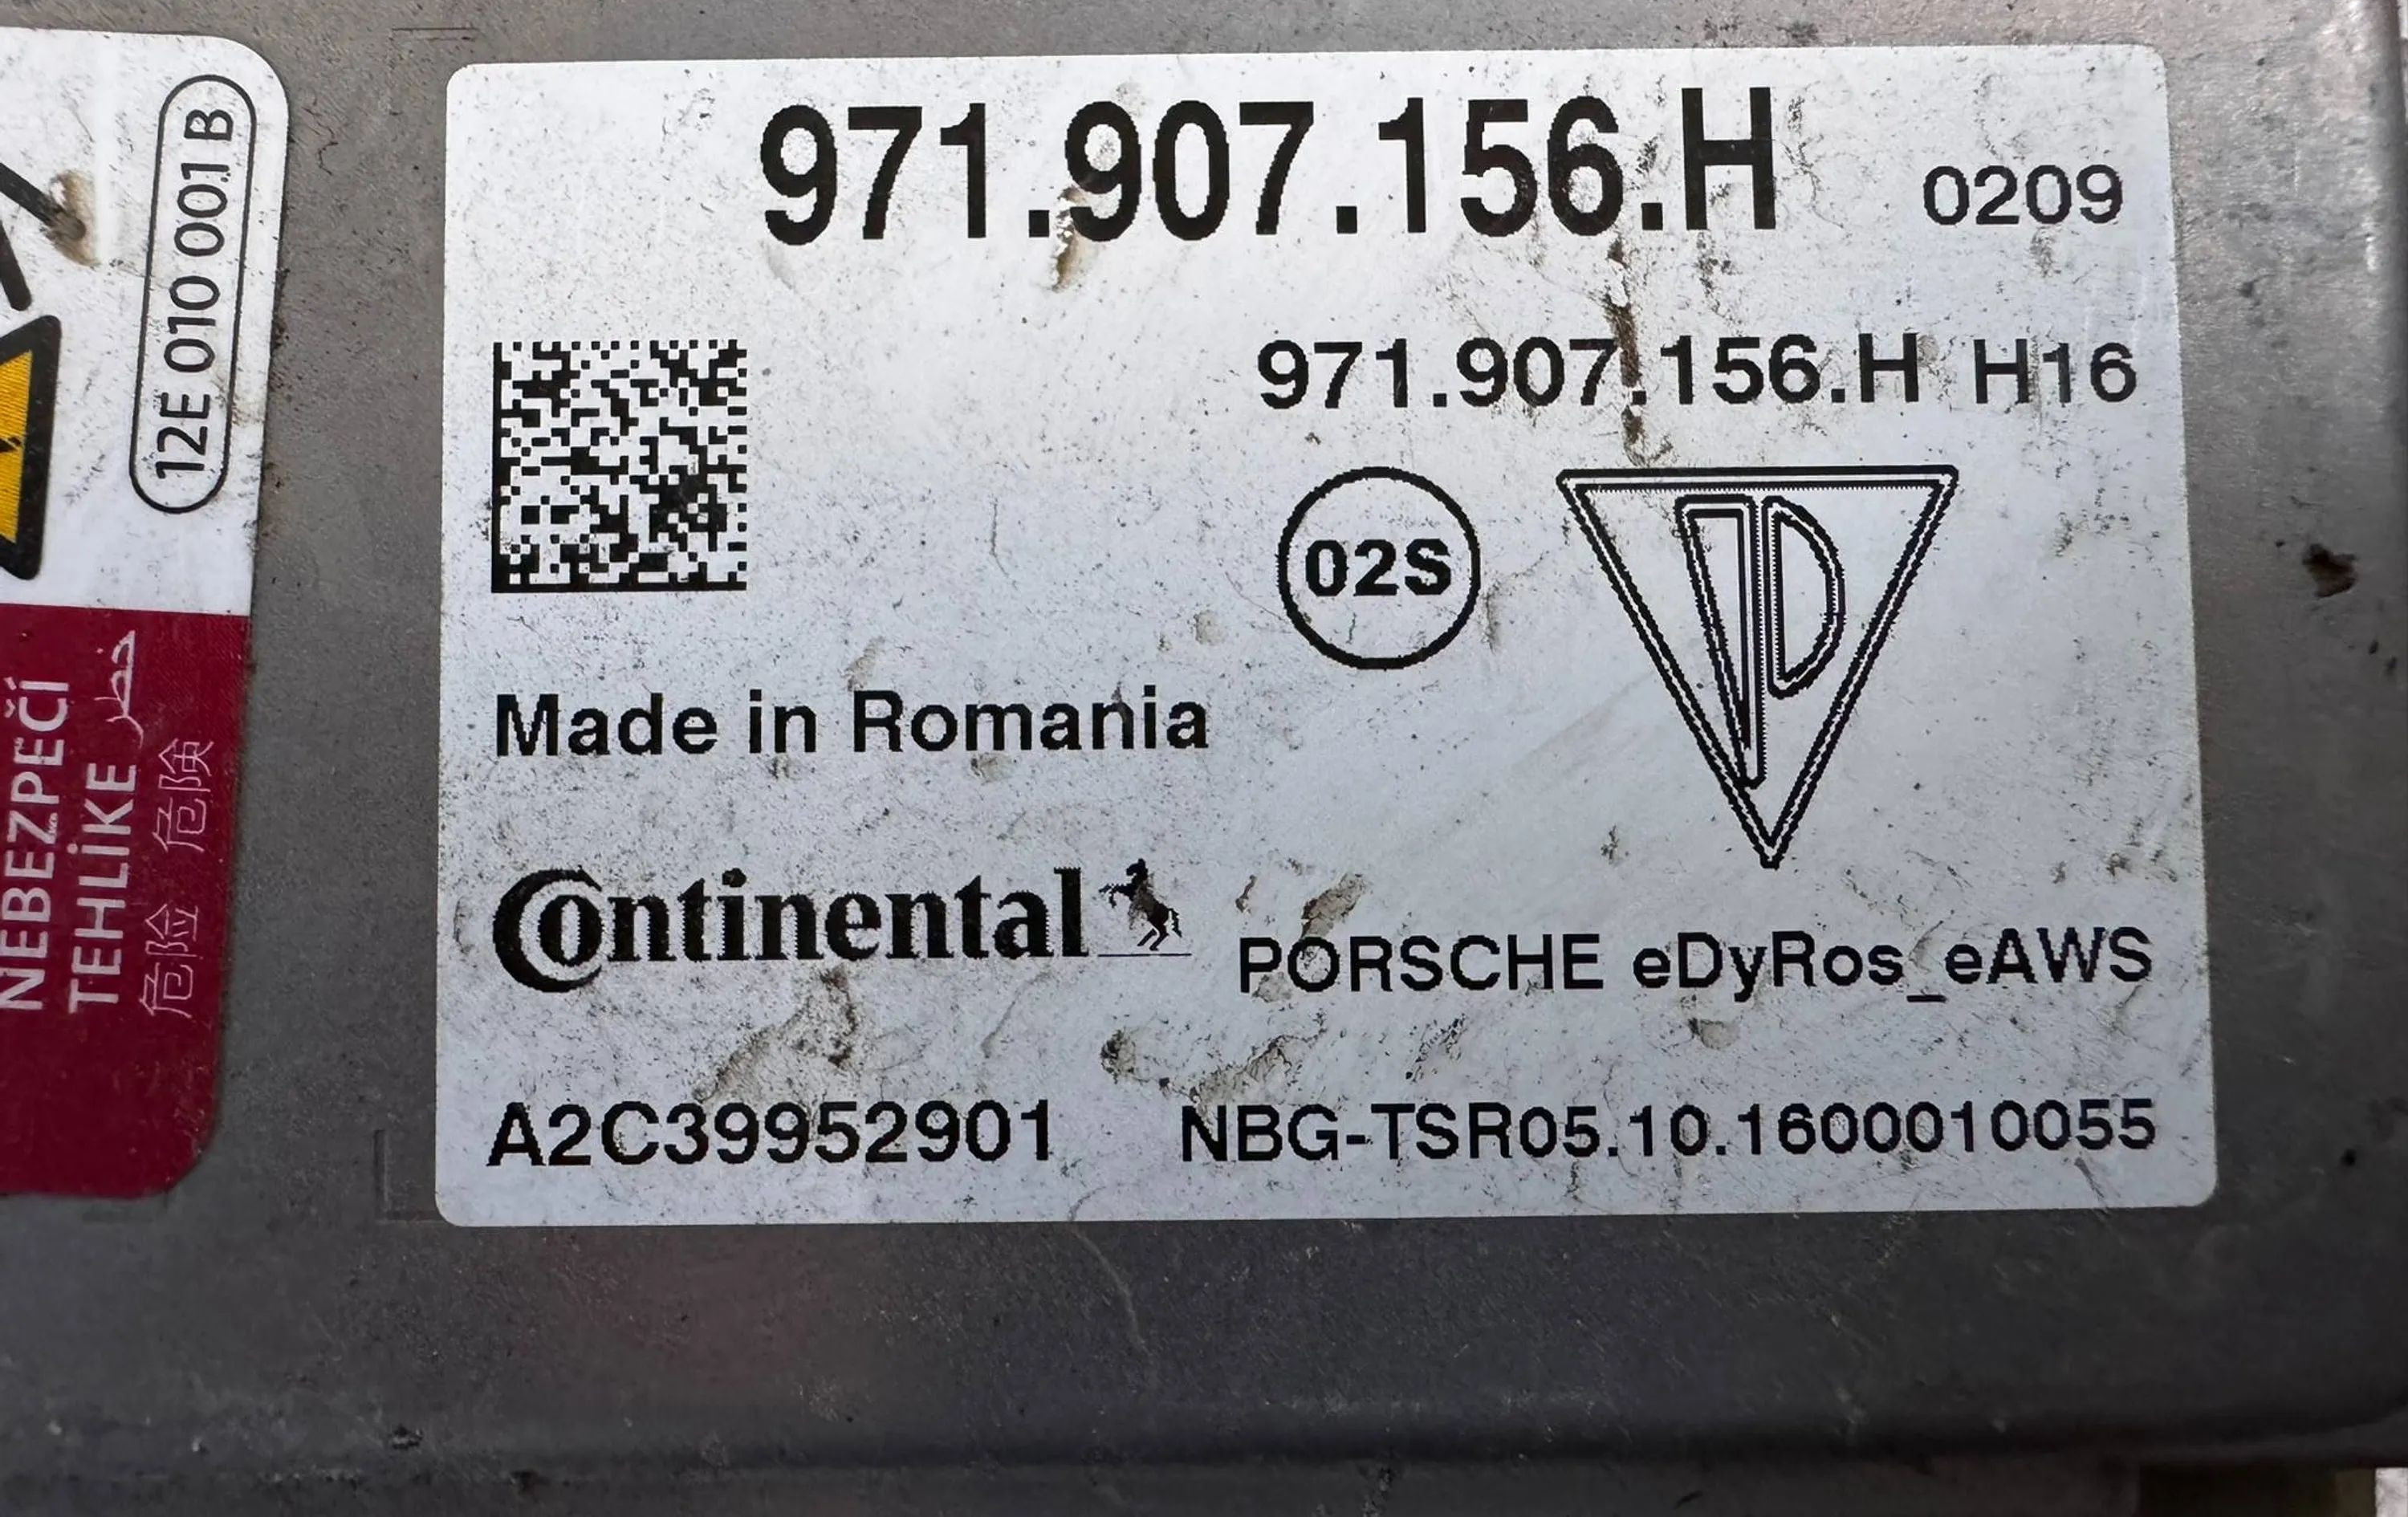 971.907.156.H 0209
971.907.156.H H16
02S
Made in Romania
Continental
PORSCHE eDyRos_eAWS
A2C39952901 NBG-TSR05.10.1600010055
12E 010 001 B
NEBEZPEČÍ
TEHLİKE خطر
危险 危険